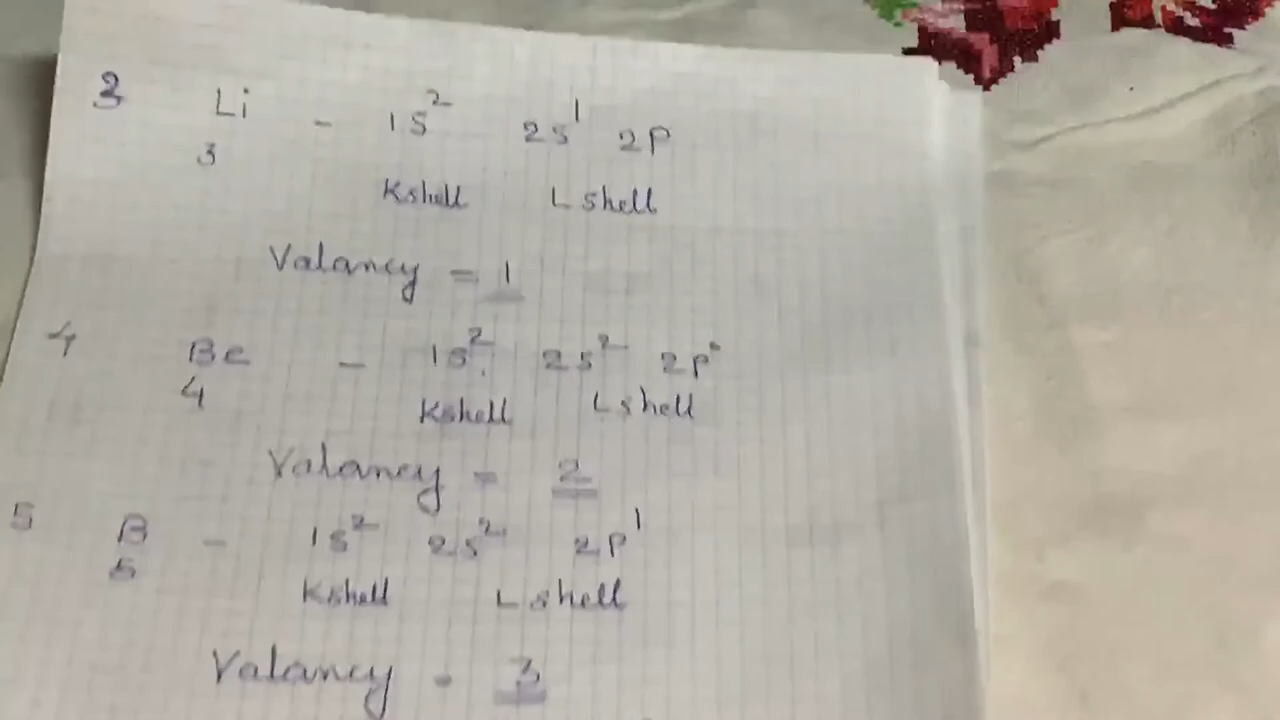 3 Li - 1s² 2s¹ 2p
3
Kshell L shell
Valancy = 1
4 Be - 1s² 2s² 2p°
4
Kshell L shell
Valancy = 2
5 B - 1s² 2s² 2p¹
5
Kshell L shell
Valancy = 3